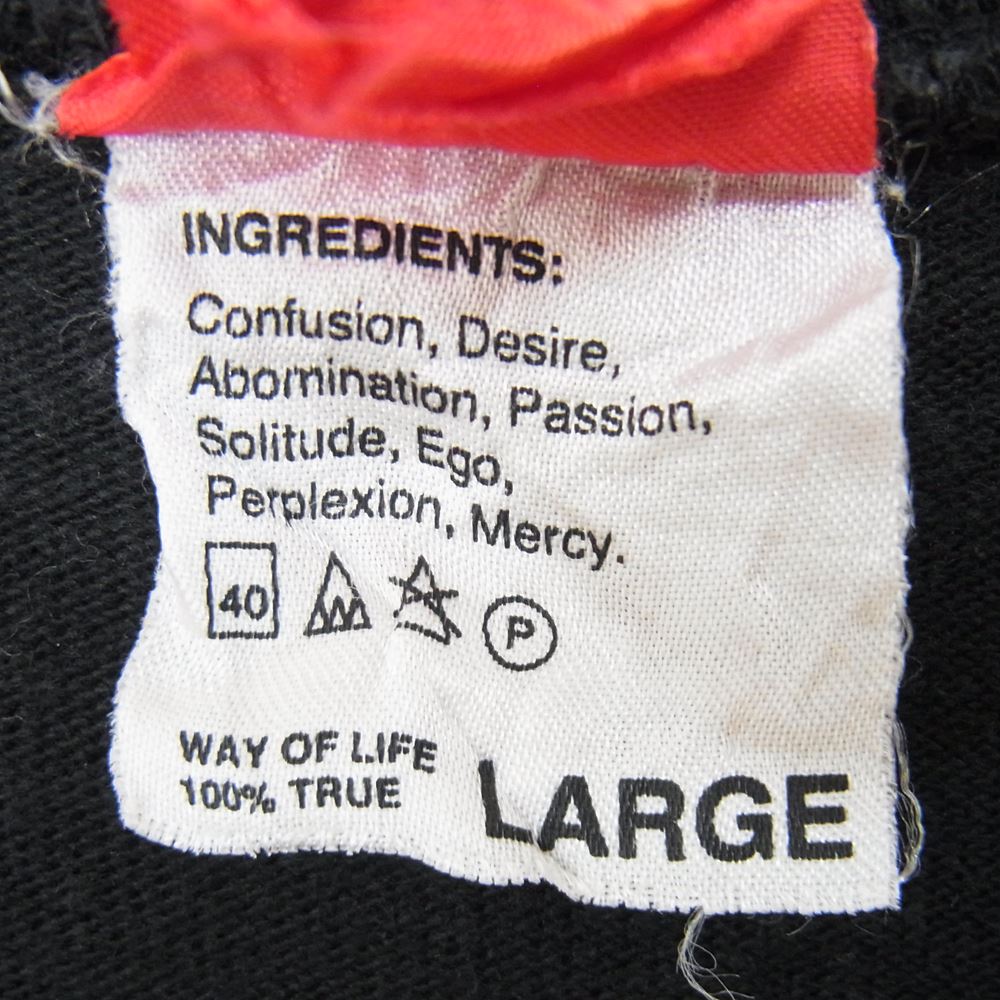 INGREDIENTS:
Confusion, Desire,
Abomination, Passion,
Solitude, Ego,
Perplexion, Mercy.
40 P
WAY OF LIFE
100% TRUE
LARGE